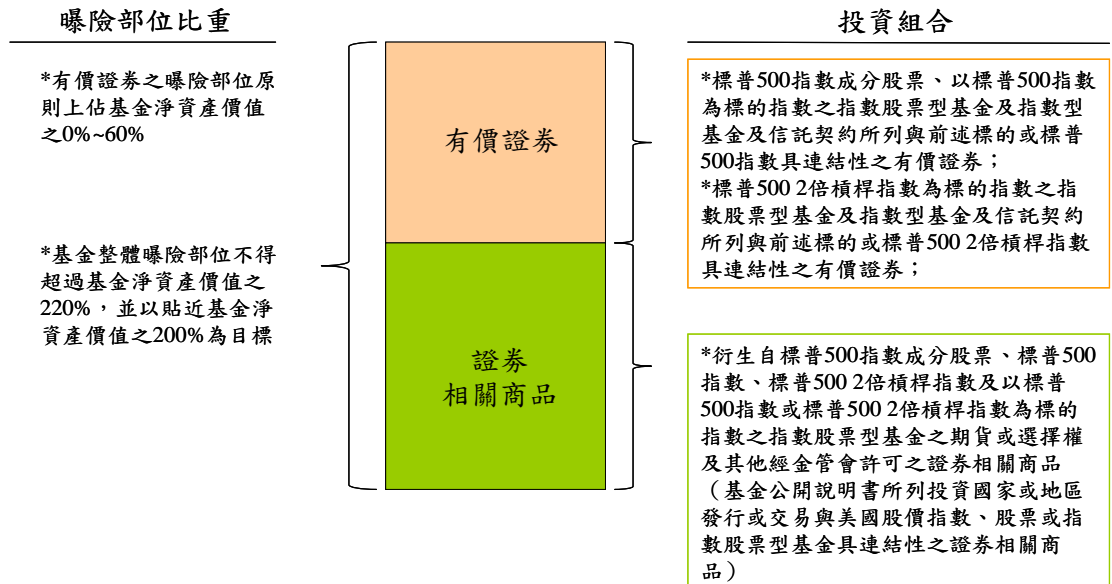 曝險部位比重
*有價證券之曝險部位原
則上佔基金淨資產價值
之0%~60%
*基金整體曝險部位不得
超過基金淨資產價值之
220%,並以貼近基金淨
資產價值之200%為目標
有價證券
證券
相關商品
投資組合
*標普500指數成分股票、以標普500指數
為標的指數之指數股票型基金及指數型
基金及信託契約所列與前述標的或標普
500指數具連結性之有價證券;
*標普500 2倍槓桿指數為標的指數之指
數股票型基金及指數型基金及信託契約
所列與前述標的或標普500 2倍槓桿指數
具連結性之有價證券;
*衍生自標普500指數成分股票、標普500
指數、標普500 2倍槓桿指數及以標普
500指數或標普500 2倍槓桿指數為標的
指數之指數股票型基金之期貨或選擇權
及其他經金管會許可之證券相關商品
(基金公開說明書所列投資國家或地區
發行或交易與美國股價指數、股票或指
數股票型基金具連結性之證券相關商
品)